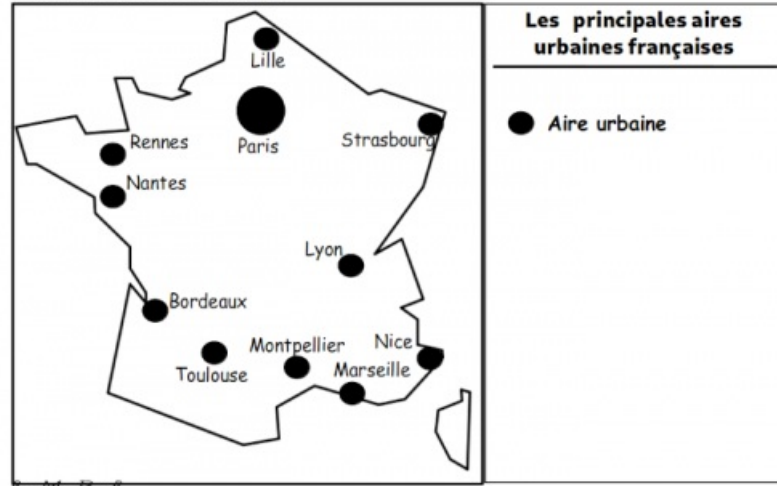 Les principales aires
urbaines françaises
Aire urbaine
Lille
Paris
Strasbourg
Rennes
Nantes
Lyon
Bordeaux
Montpellier
Nice
Toulouse
Marseille